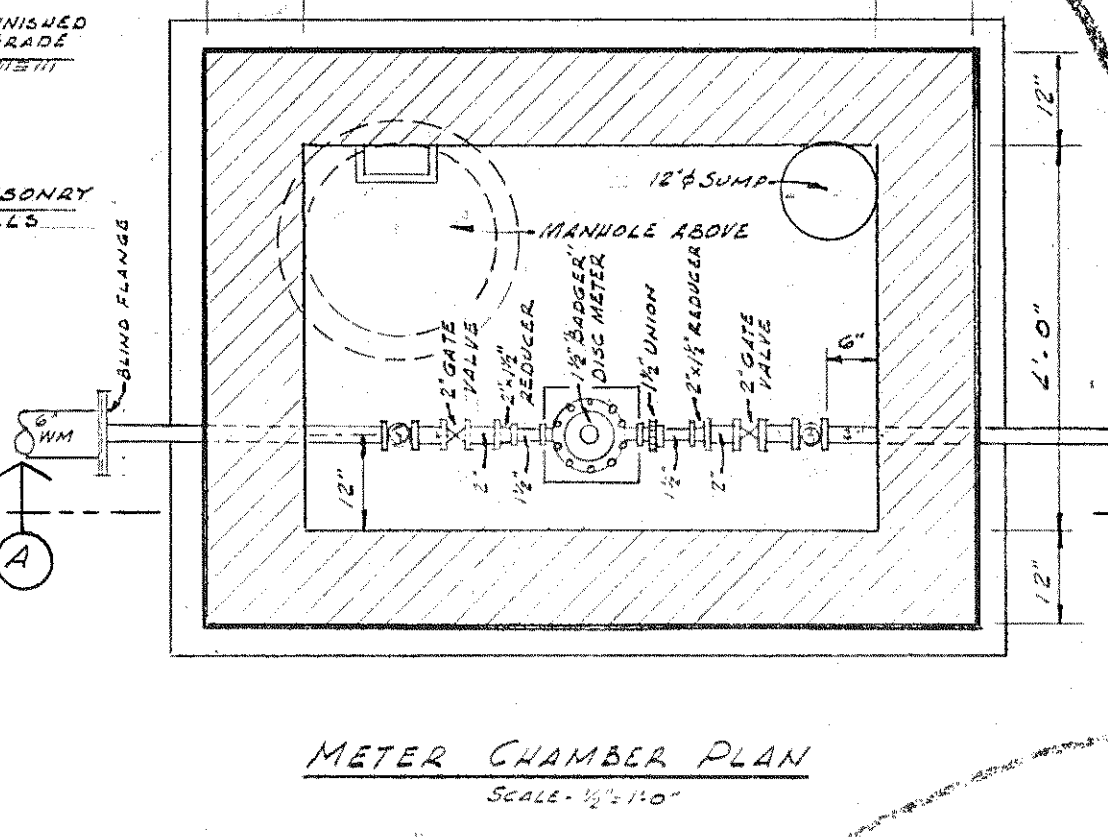 NISHED
GRADE
SONRY
LS
BLIND FLANGE
6"
WM
A
12"φ SUMP
MANHOLE ABOVE
2" GATE
VALVE
2"x1½"
REDUCER
1½" BADGER"
DISC METER
1½" UNION
2"x1½" REDUCER
2" GATE
VALVE
6"
12"
2"
1½"
1½"
2"
12"
4'-0"
12"
METER CHAMBER PLAN
SCALE - ½"=1'-0"